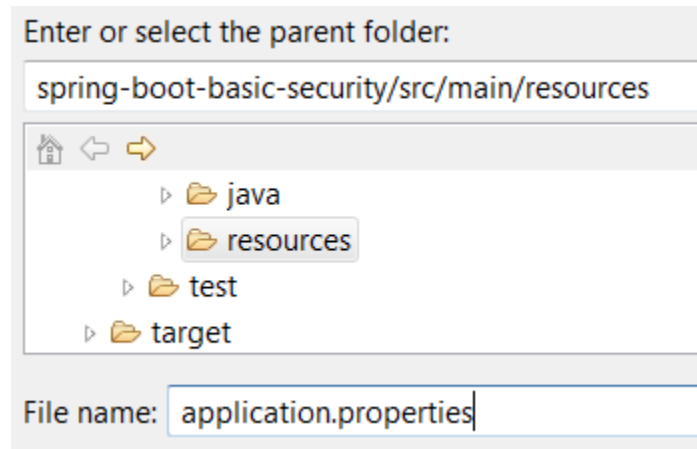 Enter or select the parent folder:
spring-boot-basic-security/src/main/resources
java
resources
test
target
File name: application.properties